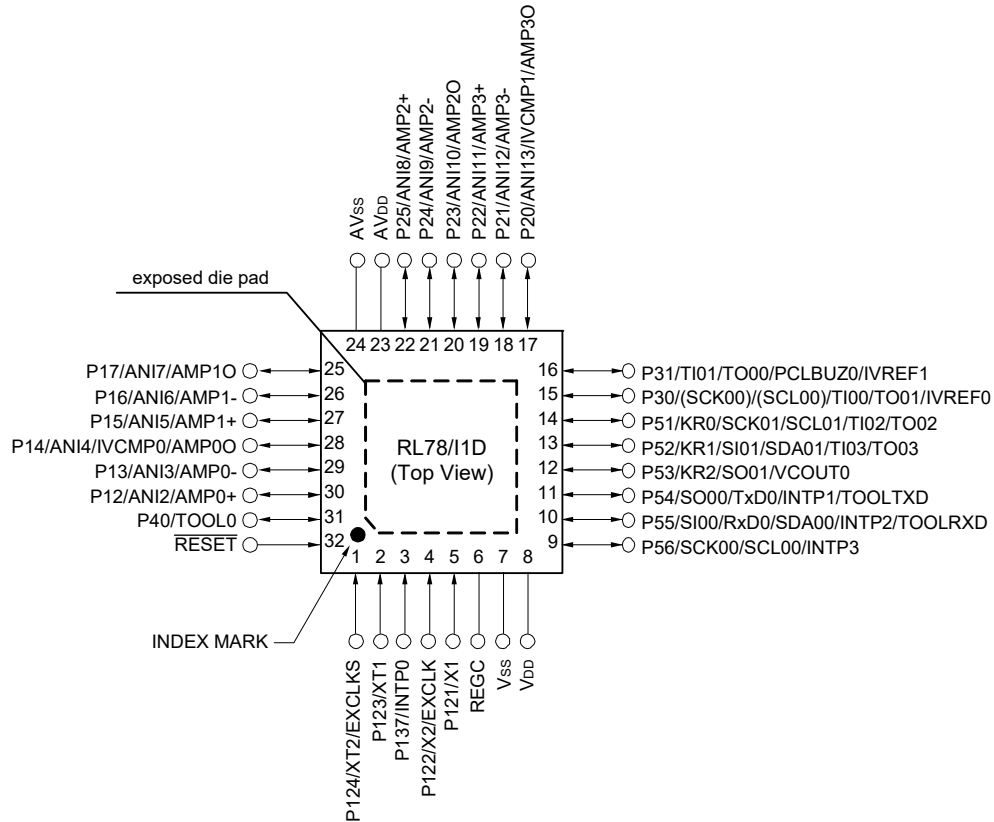 AVss
AVDD
P25/ANI8/AMP2+
P24/ANI9/AMP2-
P23/ANI10/AMP2O
P22/ANI11/AMP3+
P21/ANI12/AMP3-
P20/ANI13/IVCMP1/AMP3O
exposed die pad
24 23 22 21 20 19 18 17
P17/ANI7/AMP1O 25
P16/ANI6/AMP1- 26
P15/ANI5/AMP1+ 27
P14/ANI4/IVCMP0/AMP0O 28
P13/ANI3/AMP0- 29
P12/ANI2/AMP0+ 30
P40/TOOL0 31
RESET 32
RL78/I1D
(Top View)
16 P31/TI01/TO00/PCLBUZ0/IVREF1
15 P30/(SCK00)/(SCL00)/TI00/TO01/IVREF0
14 P51/KR0/SCK01/SCL01/TI02/TO02
13 P52/KR1/SI01/SDA01/TI03/TO03
12 P53/KR2/SO01/VCOUT0
11 P54/SO00/TxD0/INTP1/TOOLTXD
10 P55/SI00/RxD0/SDA00/INTP2/TOOLRXD
9 P56/SCK00/SCL00/INTP3
1 2 3 4 5 6 7 8
INDEX MARK
P124/XT2/EXCLKS
P123/XT1
P137/INTP0
P122/X2/EXCLK
P121/X1
REGC
Vss
VDD